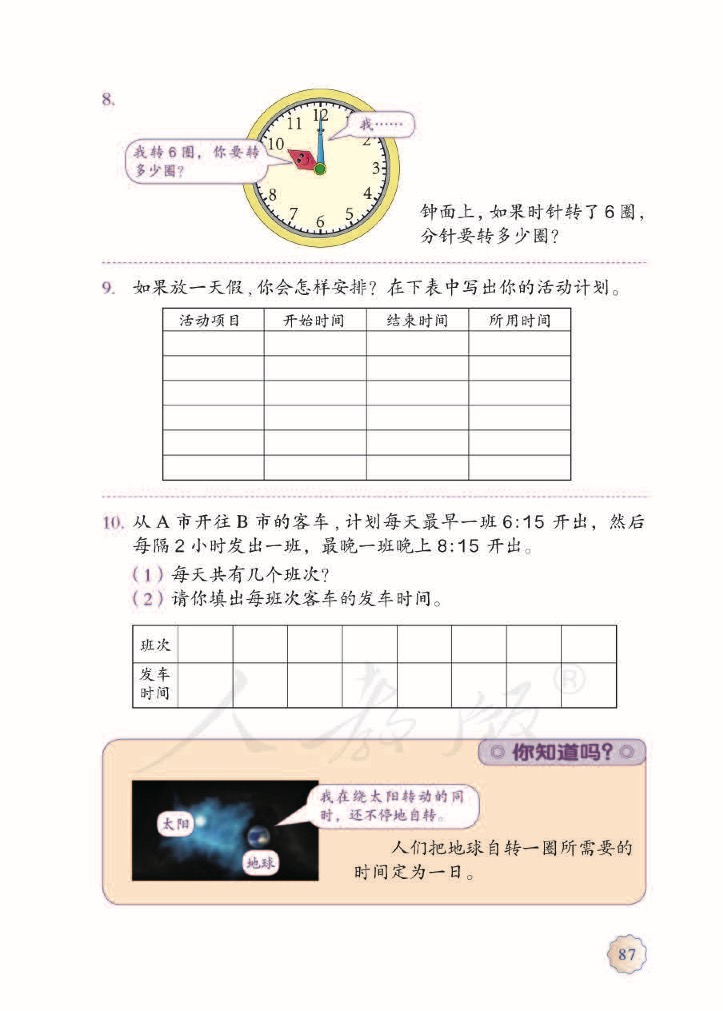 8.
11 12
我……
10
2
我转 6 圈，你要转
多少圈？
3
8
4
7 6 5
钟面上，如果时针转了 6 圈，
分针要转多少圈？
9. 如果放一天假，你会怎样安排？在下表中写出你的活动计划。
活动项目 开始时间 结束时间 所用时间
10. 从 A 市开往 B 市的客车，计划每天最早一班 6:15 开出，然后
每隔 2 小时发出一班，最晚一班晚上 8:15 开出。
（1）每天共有几个班次？
（2）请你填出每班次客车的发车时间。
班次
发车
时间
人教版®
你知道吗？
我在绕太阳转动的同
时，还不停地自转。
太阳
地球
人们把地球自转一圈所需要的
时间定为一日。
87